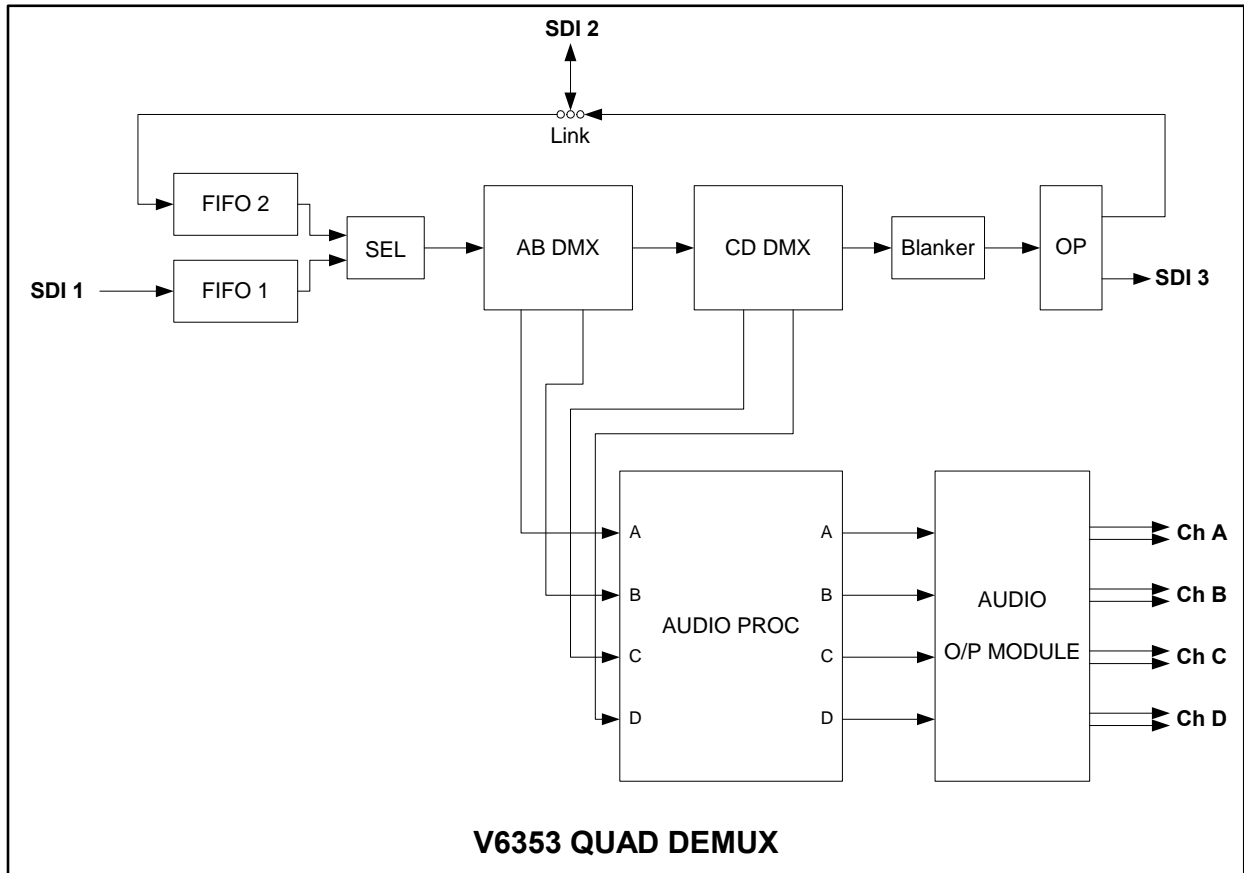 SDI 2
Link
FIFO 2
SEL
AB DMX
CD DMX
Blanker
OP
SDI 1
FIFO 1
SDI 3
A
A
Ch A
B
B
AUDIO
Ch B
AUDIO PROC
C
C
O/P MODULE
Ch C
D
D
Ch D
V6353 QUAD DEMUX